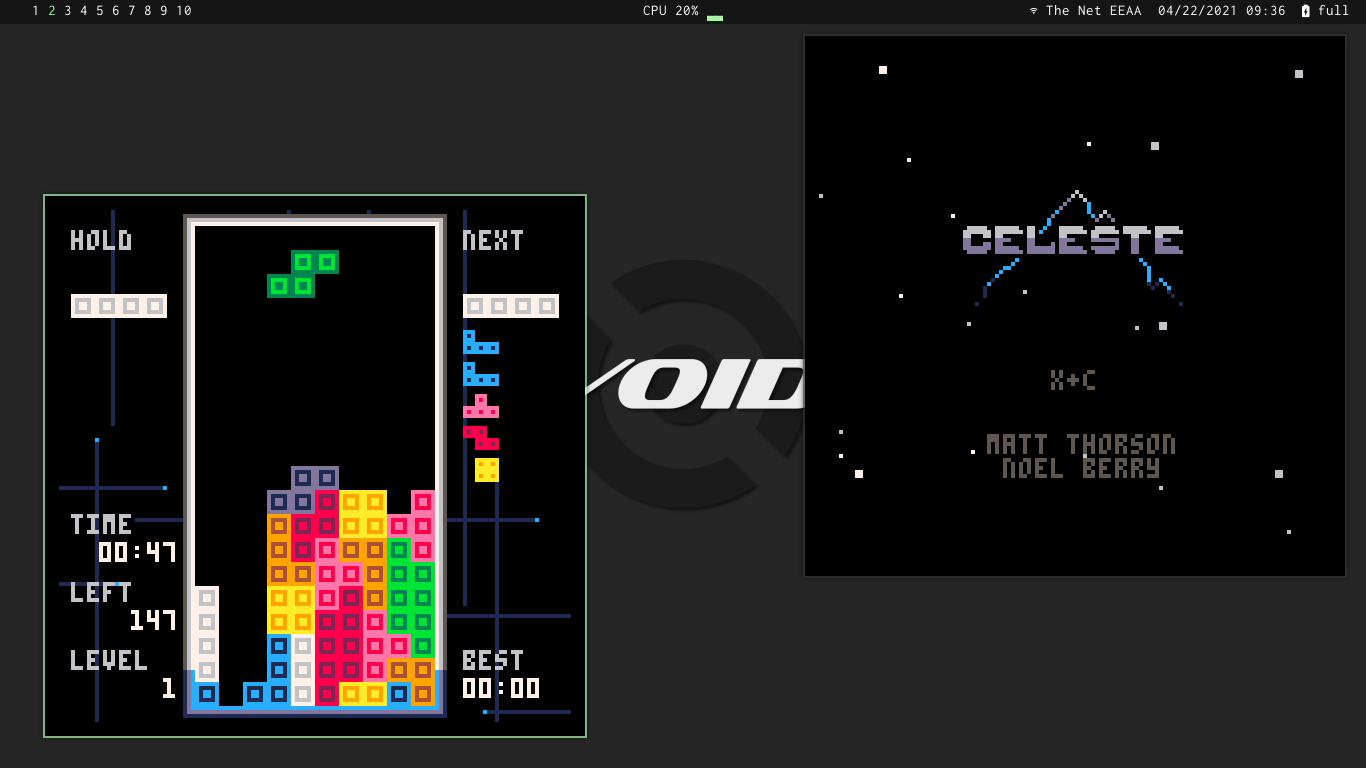 1 2 3 4 5 6 7 8 9 10
CPU 20%
The Net EEAA 04/22/2021 09:36 full
HOLD
NEXT
TIME
00:47
LEFT
147
LEVEL
1
BEST
00:00
VOID
CELESTE
X+C
MATT THORSON
NOEL BERRY